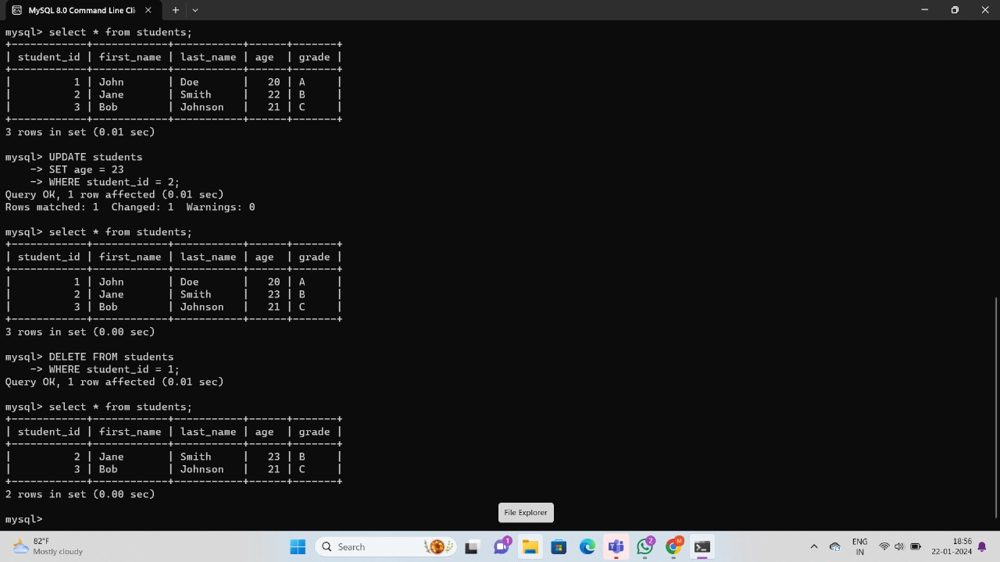 MySQL 8.0 Command Line Cli
mysql> select * from students;
+------------+------------+-----------+------+-------+
| student_id | first_name | last_name | age  | grade |
+------------+------------+-----------+------+-------+
|          1 | John       | Doe       |   20 | A     |
|          2 | Jane       | Smith     |   22 | B     |
|          3 | Bob        | Johnson   |   21 | C     |
+------------+------------+-----------+------+-------+
3 rows in set (0.01 sec)
mysql> UPDATE students
    -> SET age = 23
    -> WHERE student_id = 2;
Query OK, 1 row affected (0.01 sec)
Rows matched: 1  Changed: 1  Warnings: 0
mysql> select * from students;
+------------+------------+-----------+------+-------+
| student_id | first_name | last_name | age  | grade |
+------------+------------+-----------+------+-------+
|          1 | John       | Doe       |   20 | A     |
|          2 | Jane       | Smith     |   23 | B     |
|          3 | Bob        | Johnson   |   21 | C     |
+------------+------------+-----------+------+-------+
3 rows in set (0.00 sec)
mysql> DELETE FROM students
    -> WHERE student_id = 1;
Query OK, 1 row affected (0.01 sec)
mysql> select * from students;
+------------+------------+-----------+------+-------+
| student_id | first_name | last_name | age  | grade |
+------------+------------+-----------+------+-------+
|          2 | Jane       | Smith     |   23 | B     |
|          3 | Bob        | Johnson   |   21 | C     |
+------------+------------+-----------+------+-------+
2 rows in set (0.00 sec)
mysql>
File Explorer
82°F
Mostly cloudy
Search
1
2
M
ENG
IN
18:56
22-01-2024